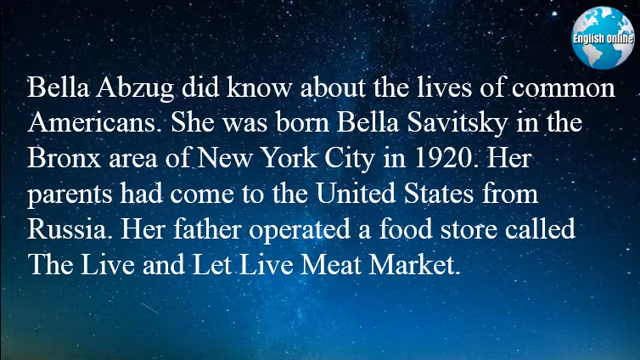 English Online
Bella Abzug did know about the lives of common
Americans. She was born Bella Savitsky in the
Bronx area of New York City in 1920. Her
parents had come to the United States from
Russia. Her father operated a food store called
The Live and Let Live Meat Market.